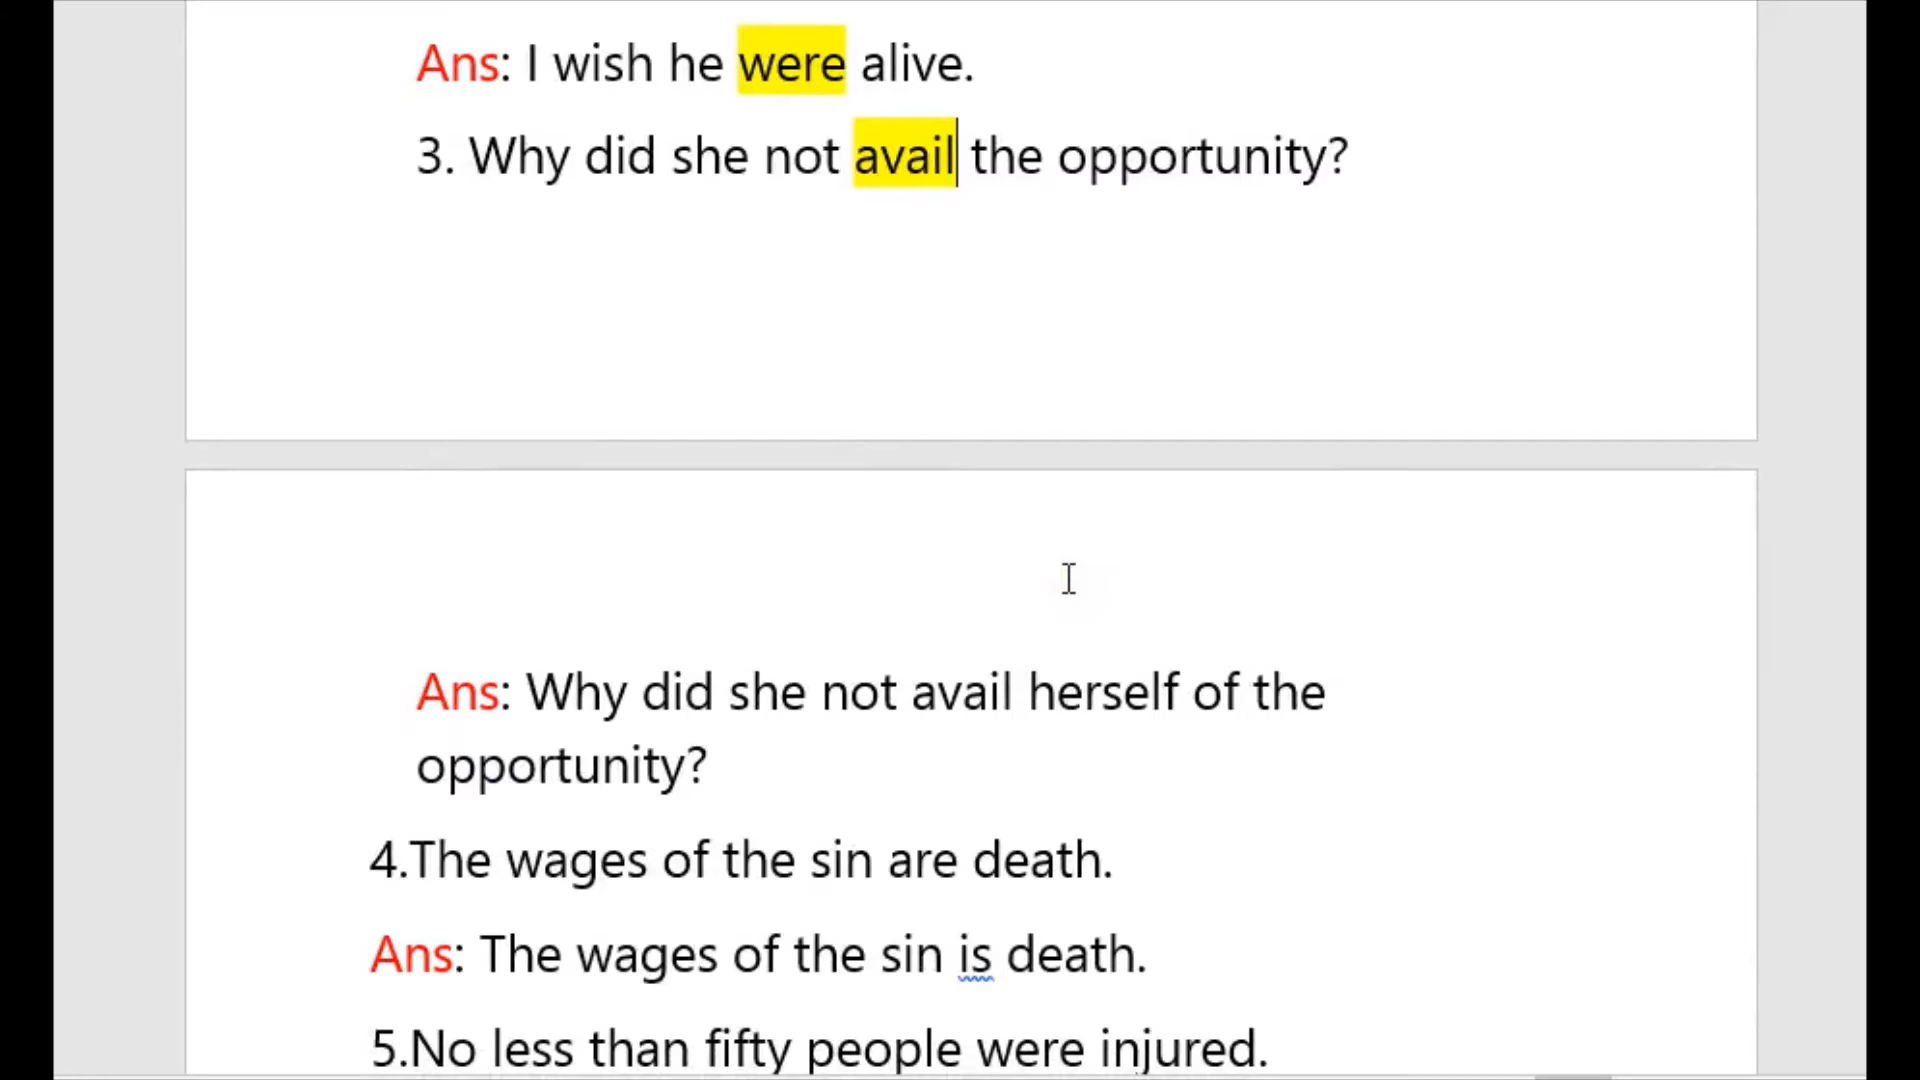 Ans: I wish he were alive.
3. Why did she not avail the opportunity?
Ans: Why did she not avail herself of the
opportunity?
4.The wages of the sin are death.
Ans: The wages of the sin is death.
5.No less than fifty people were injured.